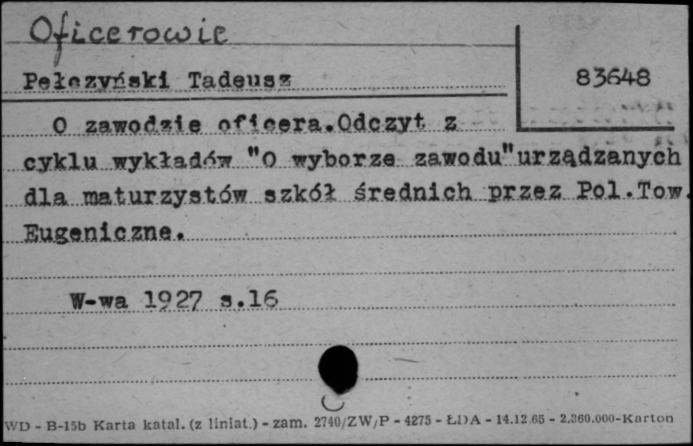 Oficerowie
Pełczyński Tadeusz
83648
O zawodzie oficera.Odczyt z
cyklu wykładów "O wyborze zawodu"urządzanych
dla maturzystów szkół średnich przez Pol.Tow.
Eugeniczne.
W-wa 1927 s.16
WD - B-15b Karta katal. (z liniat.) - zam. 2740/ZW/P - 4275 - ŁDA - 14.12.65 - 2.360.000-Karton